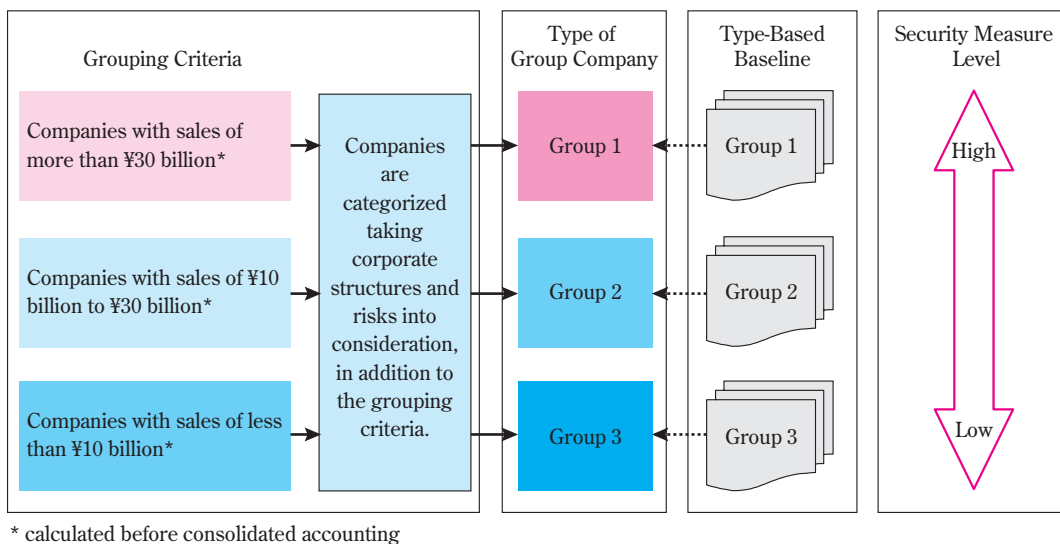 Grouping Criteria
Type of
Group Company
Type-Based
Baseline
Security Measure
Level
Companies with sales of
more than ¥30 billion*
Companies with sales of ¥10
billion to ¥30 billion*
Companies with sales of less
than ¥10 billion*
Companies
are
categorized
taking
corporate
structures and
risks into
consideration,
in addition to
the grouping
criteria.
Group 1
Group 2
Group 3
Group 1
Group 2
Group 3
High
Low
* calculated before consolidated accounting